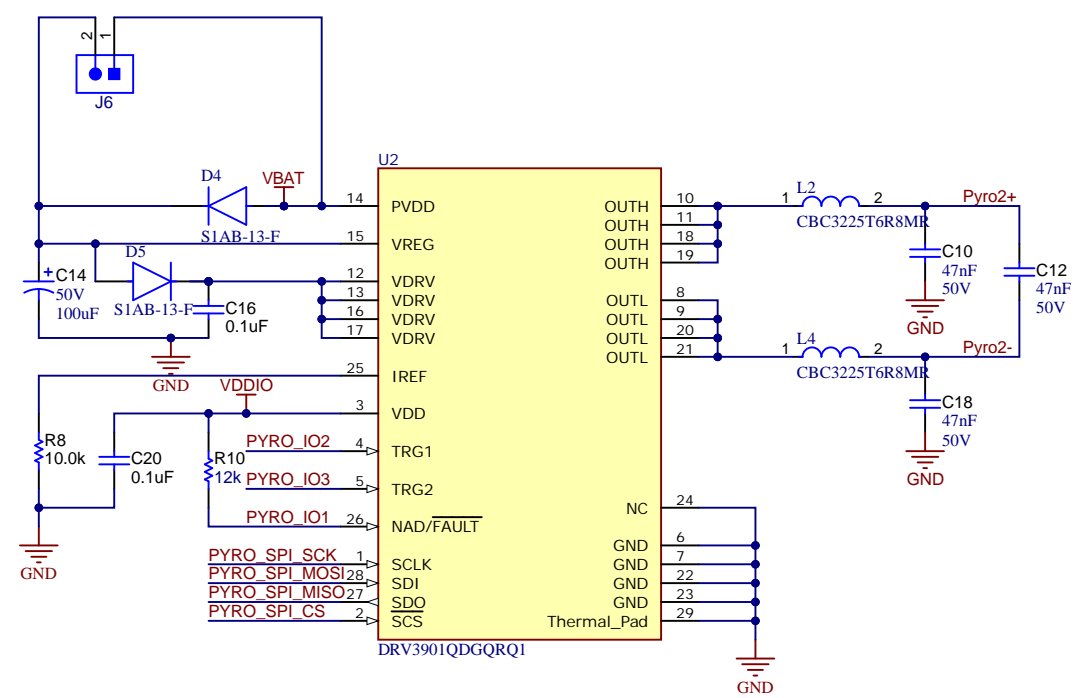 2
1
J6
U2
D4
VBAT
S1AB-13-F
14
PVDD
15
VREG
D5
S1AB-13-F
C14
50V
100uF
+
C16
0.1uF
12
VDRV
13
VDRV
16
VDRV
17
VDRV
GND
25
IREF
VDDIO
3
VDD
R8
10.0k
C20
0.1uF
R10
12k
PYRO_IO2
4
TRG1
PYRO_IO3
5
TRG2
PYRO_IO1
26
NAD/FAULT
GND
PYRO_SPI_SCK
1
SCLK
PYRO_SPI_MOSI
28
SDI
PYRO_SPI_MISO
27
SDO
PYRO_SPI_CS
2
SCS
DRV3901QDGQRQ1
OUTH
10
OUTH
11
OUTH
18
OUTH
19
OUTL
8
OUTL
9
OUTL
20
OUTL
21
1
L2
2
CBC3225T6R8MR
Pyro2+
C10
47nF
50V
GND
C12
47nF
50V
1
L4
2
CBC3225T6R8MR
Pyro2-
C18
47nF
50V
GND
NC
24
GND
6
GND
7
GND
22
GND
23
Thermal_Pad
29
GND